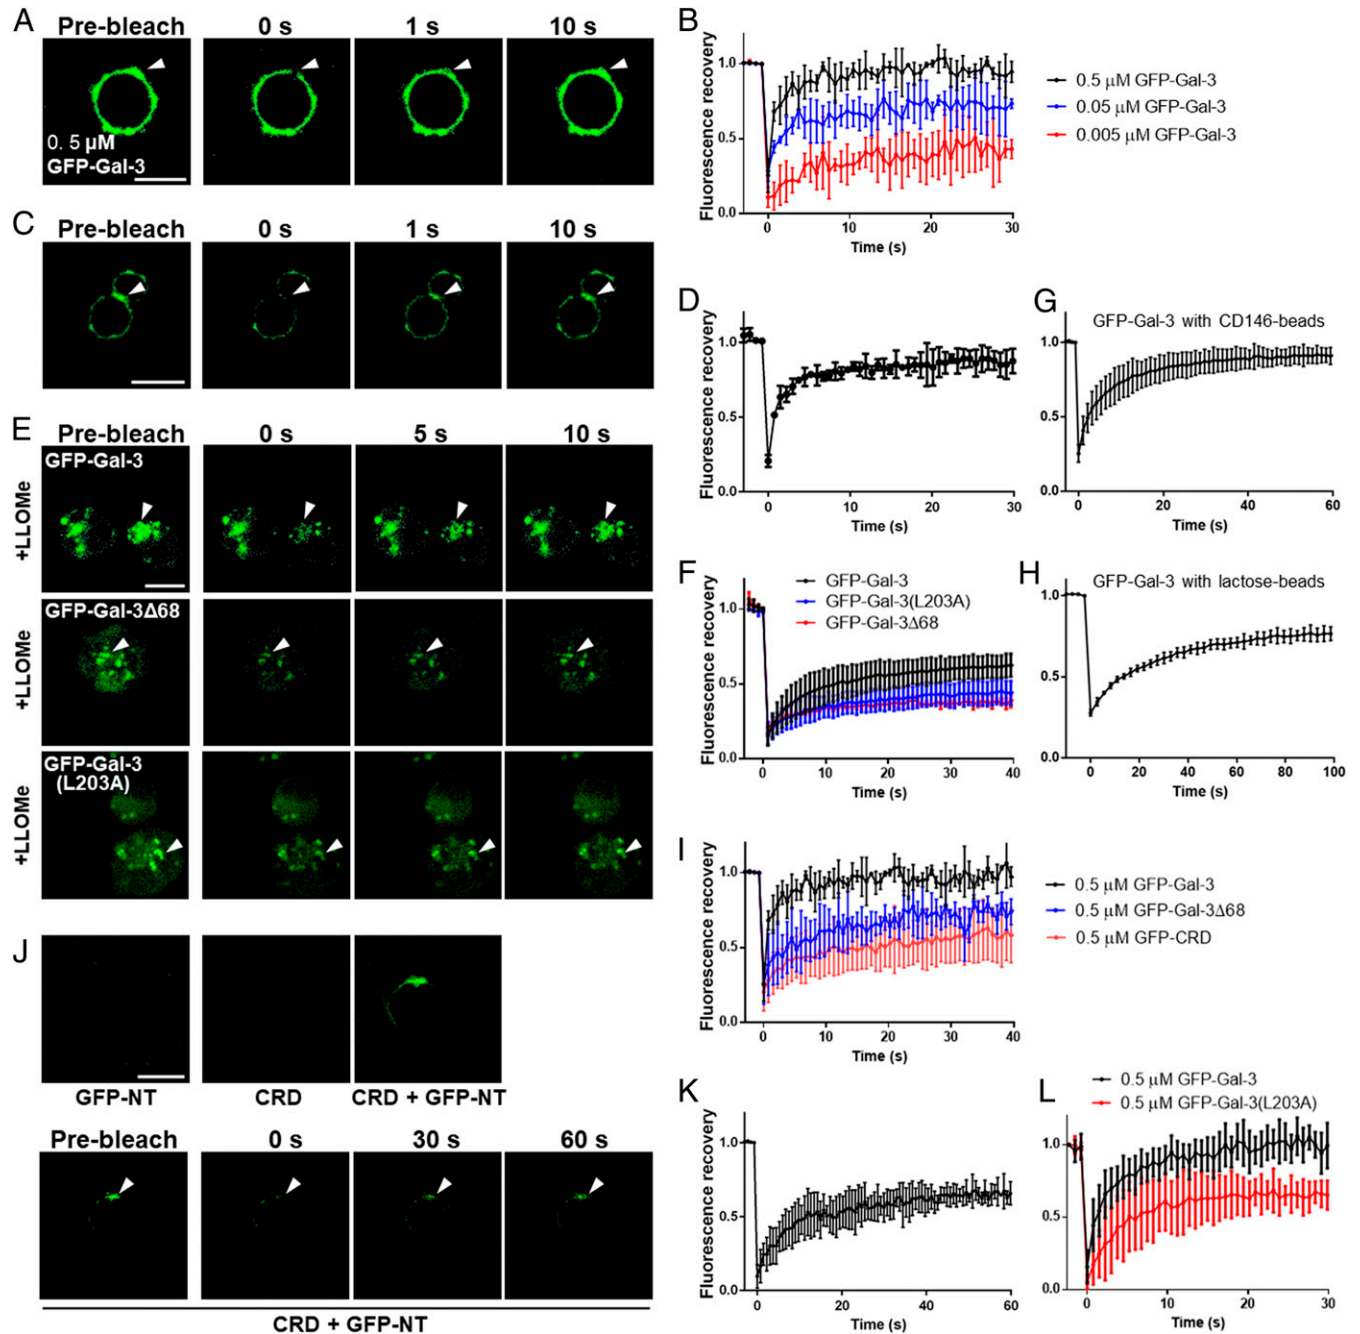 A
Pre-bleach 0 s 1 s 10 s
0. 5 µM
GFP-Gal-3
B
Fluorescence recovery
1.0
0.5
0.0
0 10 20 30
Time (s)
0.5 µM GFP-Gal-3
0.05 µM GFP-Gal-3
0.005 µM GFP-Gal-3
C
Pre-bleach 0 s 1 s 10 s
D
Fluorescence recovery
1.0
0.5
0.0
0 10 20 30
Time (s)
G
GFP-Gal-3 with CD146-beads
1.0
0.5
0.0
0 20 40 60
Time (s)
E
Pre-bleach 0 s 5 s 10 s
+LLOMe
GFP-Gal-3
+LLOMe
GFP-Gal-3Δ68
+LLOMe
GFP-Gal-3
(L203A)
F
GFP-Gal-3
GFP-Gal-3(L203A)
GFP-Gal-3Δ68
Fluorescence recovery
1.0
0.5
0.0
0 10 20 30 40
Time (s)
H
GFP-Gal-3 with lactose-beads
1.0
0.5
0.0
0 20 40 60 80 100
Time (s)
I
Fluorescence recovery
1.0
0.5
0.0
0 10 20 30 40
Time (s)
0.5 µM GFP-Gal-3
0.5 µM GFP-Gal-3Δ68
0.5 µM GFP-CRD
J
GFP-NT CRD CRD + GFP-NT
Pre-bleach 0 s 30 s 60 s
CRD + GFP-NT
K
Fluorescence recovery
1.0
0.5
0.0
0 20 40 60
Time (s)
L
0.5 µM GFP-Gal-3
0.5 µM GFP-Gal-3(L203A)
1.0
0.5
0.0
0 10 20 30
Time (s)